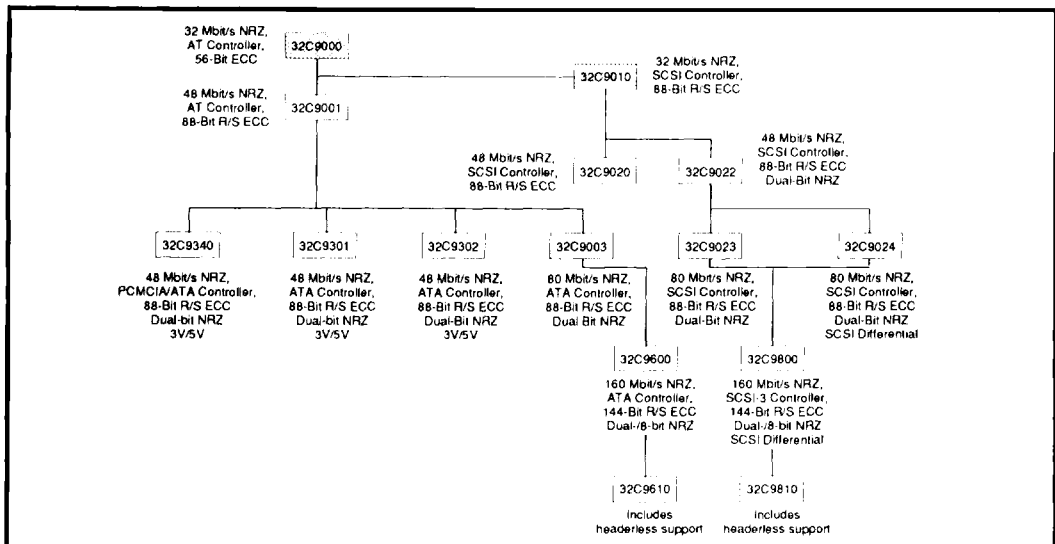 32 Mbit/s NRZ,
AT Controller,
56-Bit ECC
32C9000
32C9010
32 Mbit/s NRZ,
SCSI Controller,
88-Bit R/S ECC
48 Mbit/s NRZ,
AT Controller,
88-Bit R/S ECC
32C9001
48 Mbit/s NRZ,
SCSI Controller,
88-Bit R/S ECC
32C9020
32C9022
48 Mbit/s NRZ,
SCSI Controller,
88-Bit R/S ECC
Dual-Bit NRZ
32C9340
48 Mbit/s NRZ,
PCMCIA/ATA Controller,
88-Bit R/S ECC
Dual-bit NRZ
3V/5V
32C9301
48 Mbit/s NRZ,
ATA Controller,
88-Bit R/S ECC
Dual-bit NRZ
3V/5V
32C9302
48 Mbit/s NRZ,
ATA Controller,
88-Bit R/S ECC
Dual-Bit NRZ
3V/5V
32C9003
80 Mbit/s NRZ,
ATA Controller,
88-Bit R/S ECC
Dual Bit NRZ
32C9023
80 Mbit/s NRZ,
SCSI Controller,
88-Bit R/S ECC
Dual-Bit NRZ
32C9024
80 Mbit/s NRZ,
SCSI Controller,
88-Bit R/S ECC
Dual-Bit NRZ
SCSI Differential
32C9600
160 Mbit/s NRZ,
ATA Controller,
144-Bit R/S ECC
Dual-/8-bit NRZ
32C9800
160 Mbit/s NRZ,
SCSI-3 Controller,
144-Bit R/S ECC
Dual-/8-bit NRZ
SCSI Differential
32C9610
includes
headerless support
32C9810
includes
headerless support